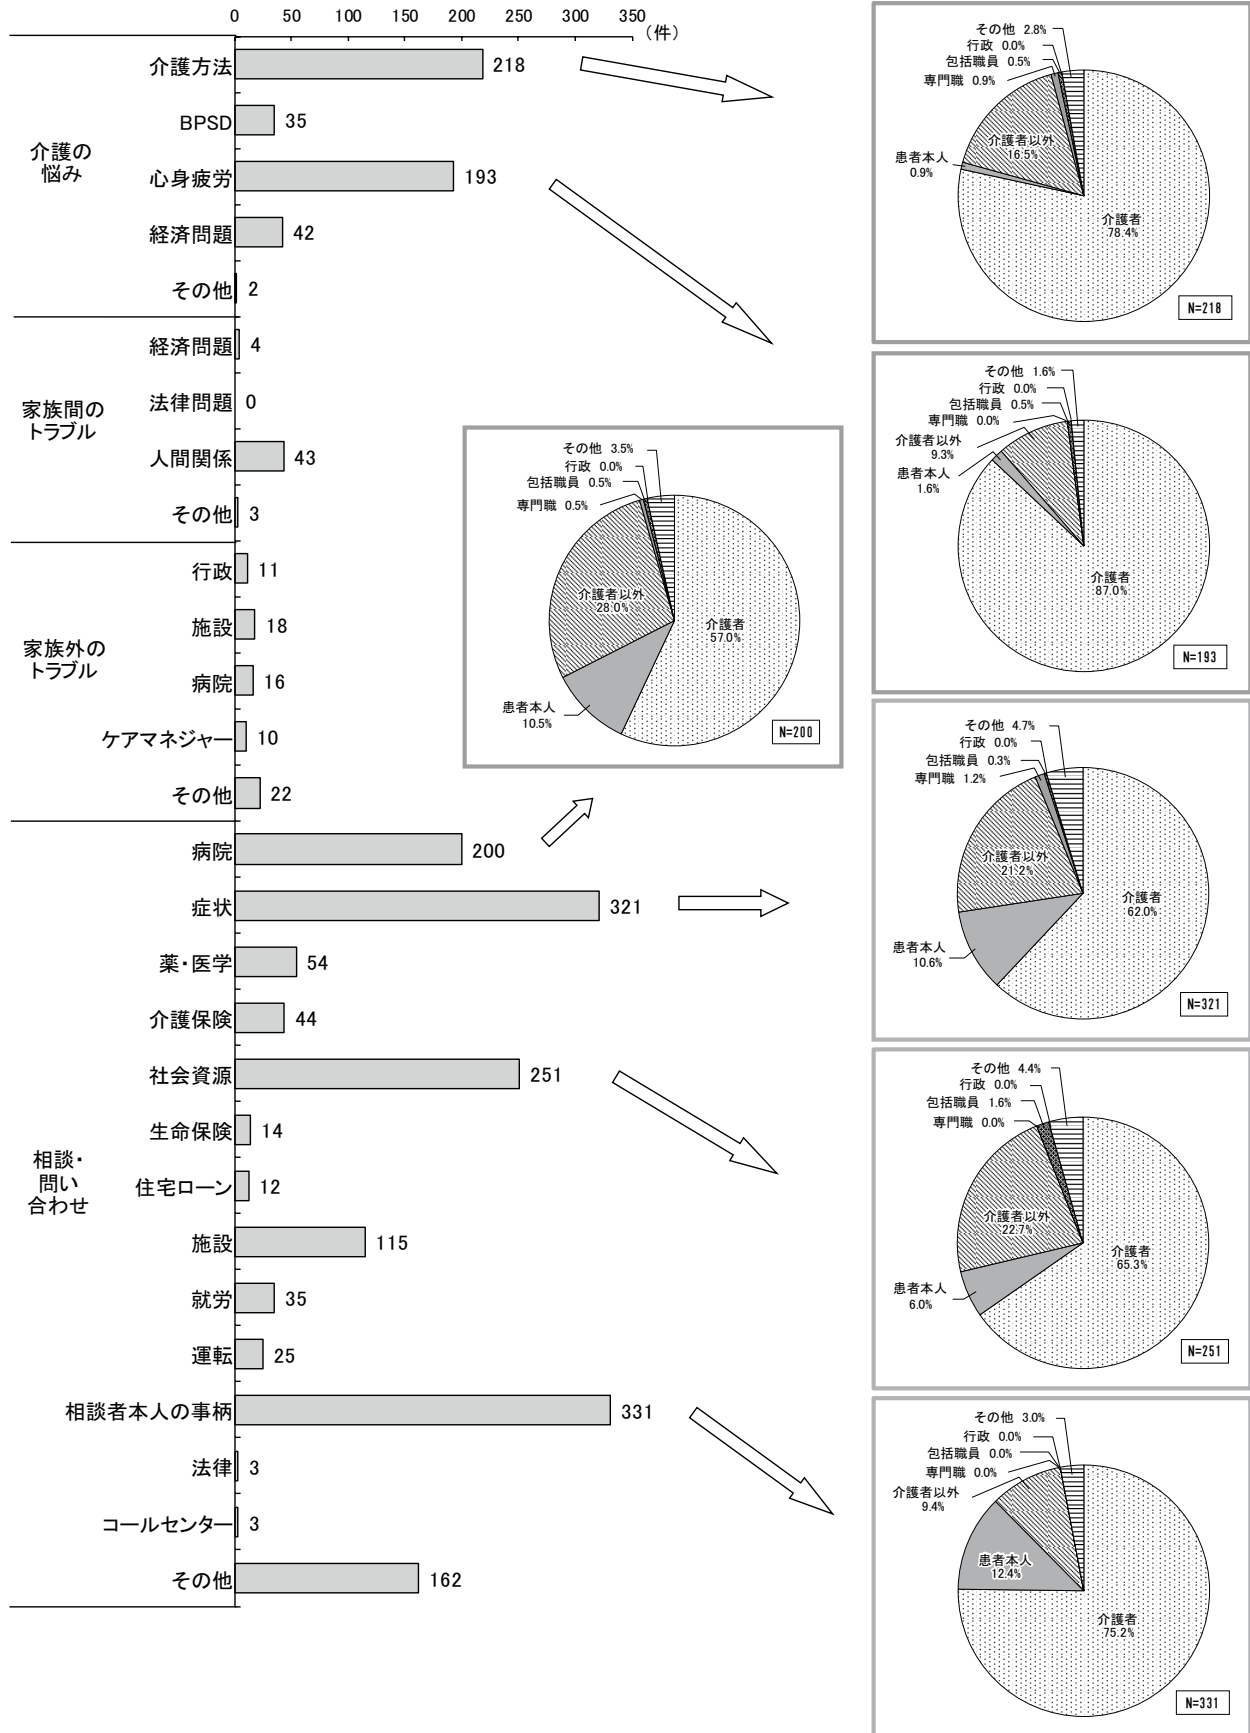 0 50 100 150 200 250 300 350
（件）
介護の
悩み
介護方法 218
BPSD 35
心身疲労 193
経済問題 42
その他 2
家族間の
トラブル
経済問題 4
法律問題 0
人間関係 43
その他 3
家族外の
トラブル
行政 11
施設 18
病院 16
ケアマネジャー 10
その他 22
相談・
問い
合わせ
病院 200
症状 321
薬・医学 54
介護保険 44
社会資源 251
生命保険 14
住宅ローン 12
施設 115
就労 35
運転 25
相談者本人の事柄 331
法律 3
コールセンター 3
その他 162
その他 3.5%
行政 0.0%
包括職員 0.5%
専門職 0.5%
介護者以外
28.0%
介護者
57.0%
患者本人
10.5%
N=200
その他 2.8%
行政 0.0%
包括職員 0.5%
専門職 0.9%
介護者以外
16.5%
患者本人
0.9%
介護者
78.4%
N=218
その他 1.6%
行政 0.0%
包括職員 0.5%
専門職 0.0%
介護者以外
9.3%
患者本人
1.6%
介護者
87.0%
N=193
その他 4.7%
行政 0.0%
包括職員 0.3%
専門職 1.2%
介護者以外
21.2%
介護者
62.0%
患者本人
10.6%
N=321
その他 4.4%
行政 0.0%
包括職員 1.6%
専門職 0.0%
介護者以外
22.7%
介護者
65.3%
患者本人
6.0%
N=251
その他 3.0%
行政 0.0%
包括職員 0.0%
専門職 0.0%
介護者以外
9.4%
患者本人
12.4%
介護者
75.2%
N=331